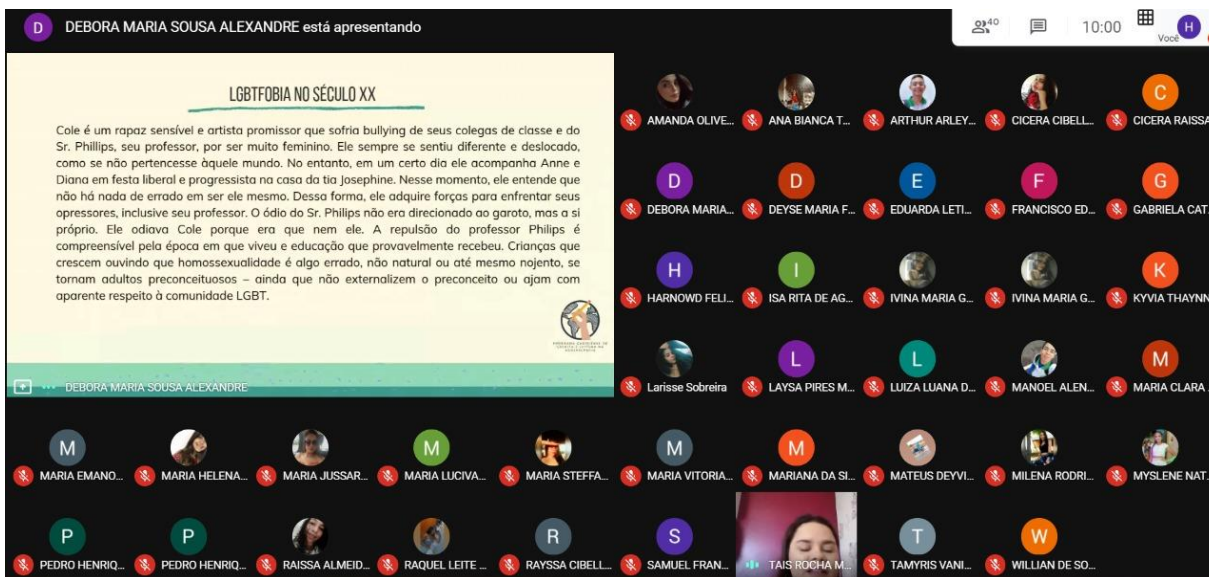 D DEBORA MARIA SOUSA ALEXANDRE está apresentando
40
10:00
Você H
LGBTFOBIA NO SÉCULO XX
Cole é um rapaz sensível e artista promissor que sofria bullying de seus colegas de classe e do
Sr. Phillips, seu professor, por ser muito feminino. Ele sempre se sentiu diferente e deslocado,
como se não pertencesse àquele mundo. No entanto, em um certo dia ele acompanha Anne e
Diana em festa liberal e progressista na casa da tia Josephine. Nesse momento, ele entende que
não há nada de errado em ser ele mesmo. Dessa forma, ele adquire forças para enfrentar seus
opressores, inclusive seu professor. O ódio do Sr. Philips não era direcionado ao garoto, mas a si
próprio. Ele odiava Cole porque era que nem ele. A repulsão do professor Philips é
compreensível pela época em que viveu e educação que provavelmente recebeu. Crianças que
crescem ouvindo que homossexualidade é algo errado, não natural ou até mesmo nojento, se
tornam adultos preconceituosos – ainda que não externalizem o preconceito ou ajam com
aparente respeito à comunidade LGBT.
DEBORA MARIA SOUSA ALEXANDRE
C
AMANDA OLIVE... ANA BIANCA T... ARTHUR ARLEY... CICERA CIBELL... CICERA RAISSA
D D E F G
DEBORA MARIA... DEYSE MARIA F... EDUARDA LETI... FRANCISCO ED... GABRIELA CAT.
H I K
HARNOWD FELI... ISA RITA DE AG... IVINA MARIA G... IVINA MARIA G... KYVIA THAYNN
L L M
Larisse Sobreira LAYSA PIRES M... LUIZA LUANA D... MANOEL ALEN... MARIA CLARA
M M M M
MARIA EMANO... MARIA HELENA... MARIA JUSSAR... MARIA LUCIVA... MARIA STEFFA... MARIA VITORIA... MARIANA DA SI... MATEUS DEYVI... MILENA RODRI... MYSLENE NAT.
P P R S T W
PEDRO HENRIQ... PEDRO HENRIQ... RAISSA ALMEID... RAQUEL LEITE ... RAYSSA CIBELL... SAMUEL FRAN... TAIS ROCHA M... TAMYRIS VANI... WILLIAN DE SO...